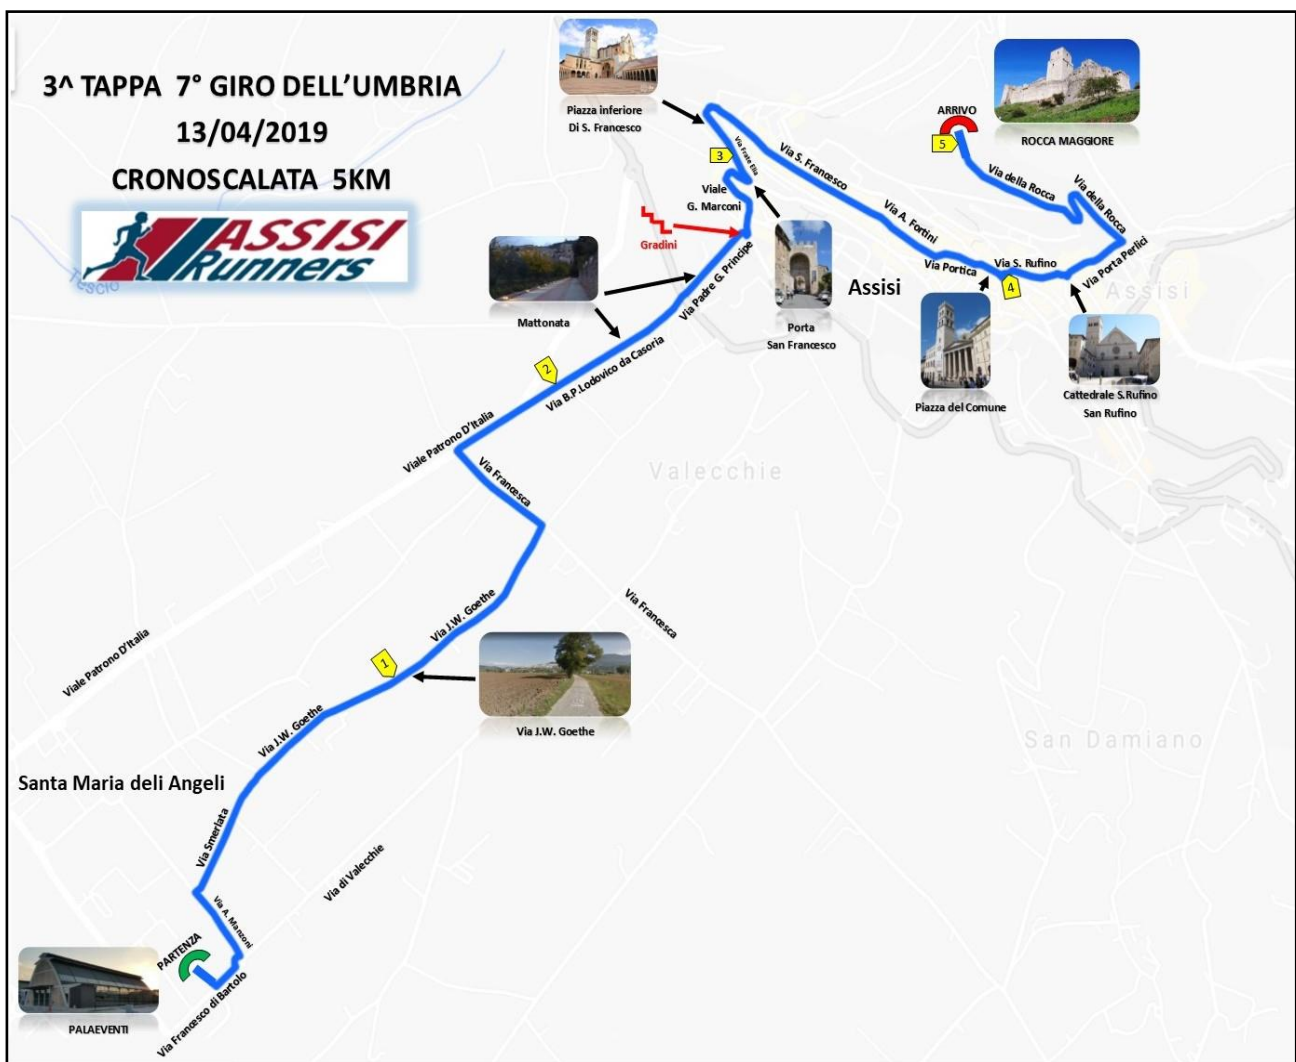 3^ TAPPA  7° GIRO DELL'UMBRIA
13/04/2019
CRONOSCALATA  5KM
ASSISI
Runners
Tescio
Piazza inferiore
Di S. Francesco
ARRIVO
ROCCA MAGGIORE
5
3
Via Frate Elia
Via S. Francesco
Via della Rocca
Via della Rocca
Viale
G. Marconi
Gradini
Via A. Fortini
Via Portica
Via S. Rufino
Via Porta Perlici
4
Assisi
Assisi
Mattonata
Via Padre G. Principe
Porta
San Francesco
Piazza del Comune
Cattedrale S.Rufino
San Rufino
2
Via B.P.Lodovico da Casoria
Viale Patrono D'Italia
Via Francesca
Valecchie
Via Francesca
Via J.W. Goethe
1
Viale Patrono D'Italia
Via J.W. Goethe
Via J.W. Goethe
San Damiano
Santa Maria deli Angeli
Via Smerlata
Via di Valecchie
Via A. Manzoni
PARTENZA
Via Francesco di Bartolo
PALAEVENTI